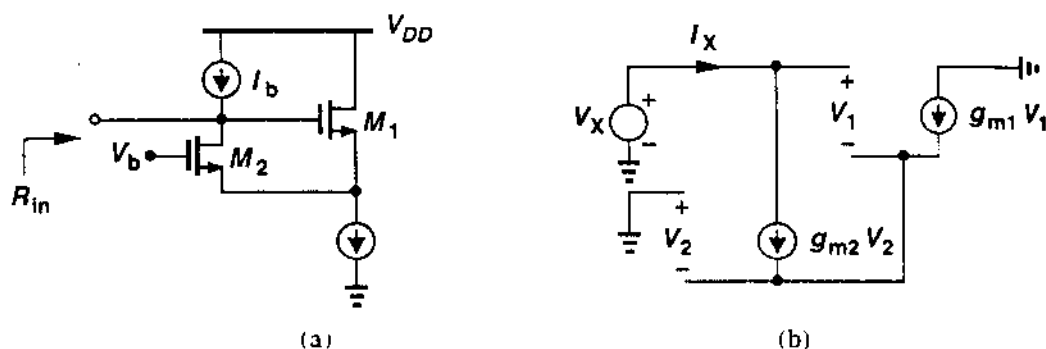 V_DD
I_b
M_1
V_b
M_2
R_in
(a)
I_X
V_X
+
-
+
V_1
-
g_m1 V_1
+
V_2
-
g_m2 V_2
(b)